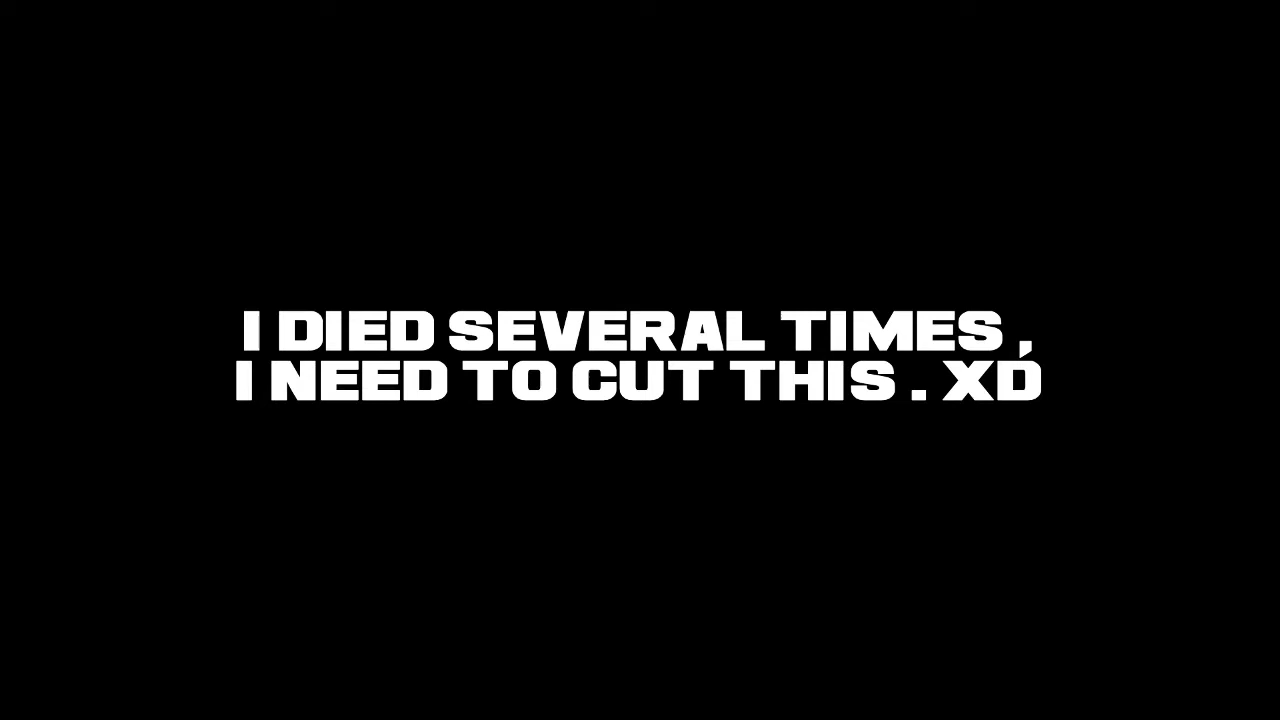 I DIED SEVERAL TIMES ,
I NEED TO CUT THIS . XD